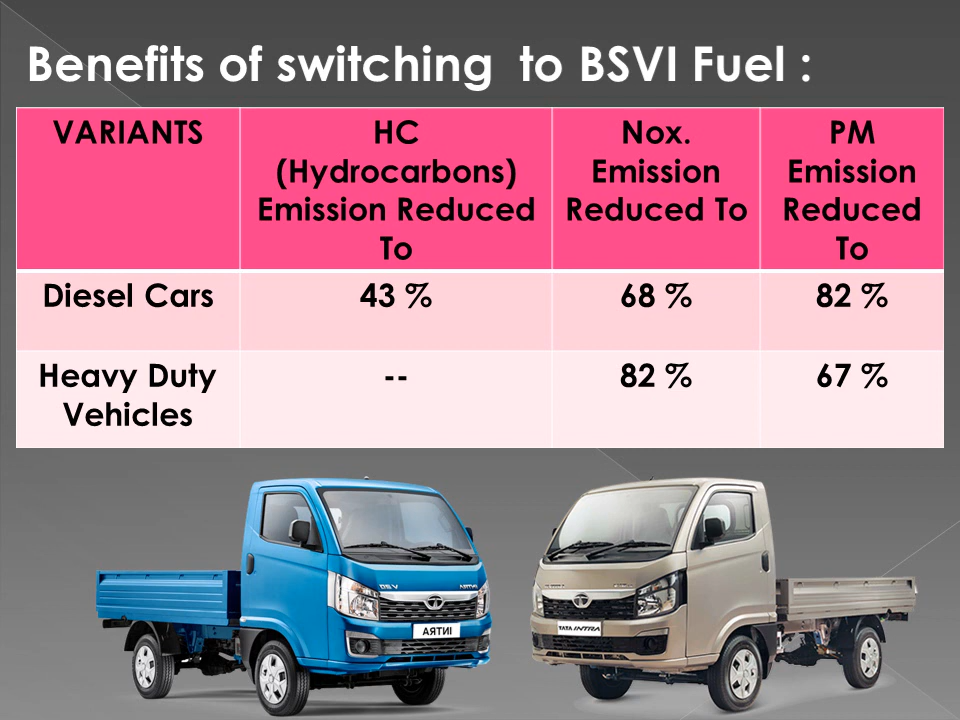 Benefits of switching to BSVI Fuel :
VARIANTS
HC
(Hydrocarbons)
Emission Reduced
To
Nox.
Emission
Reduced To
PM
Emission
Reduced
To
Diesel Cars
43 %
68 %
82 %
Heavy Duty
Vehicles
--
82 %
67 %
TATA INTRA